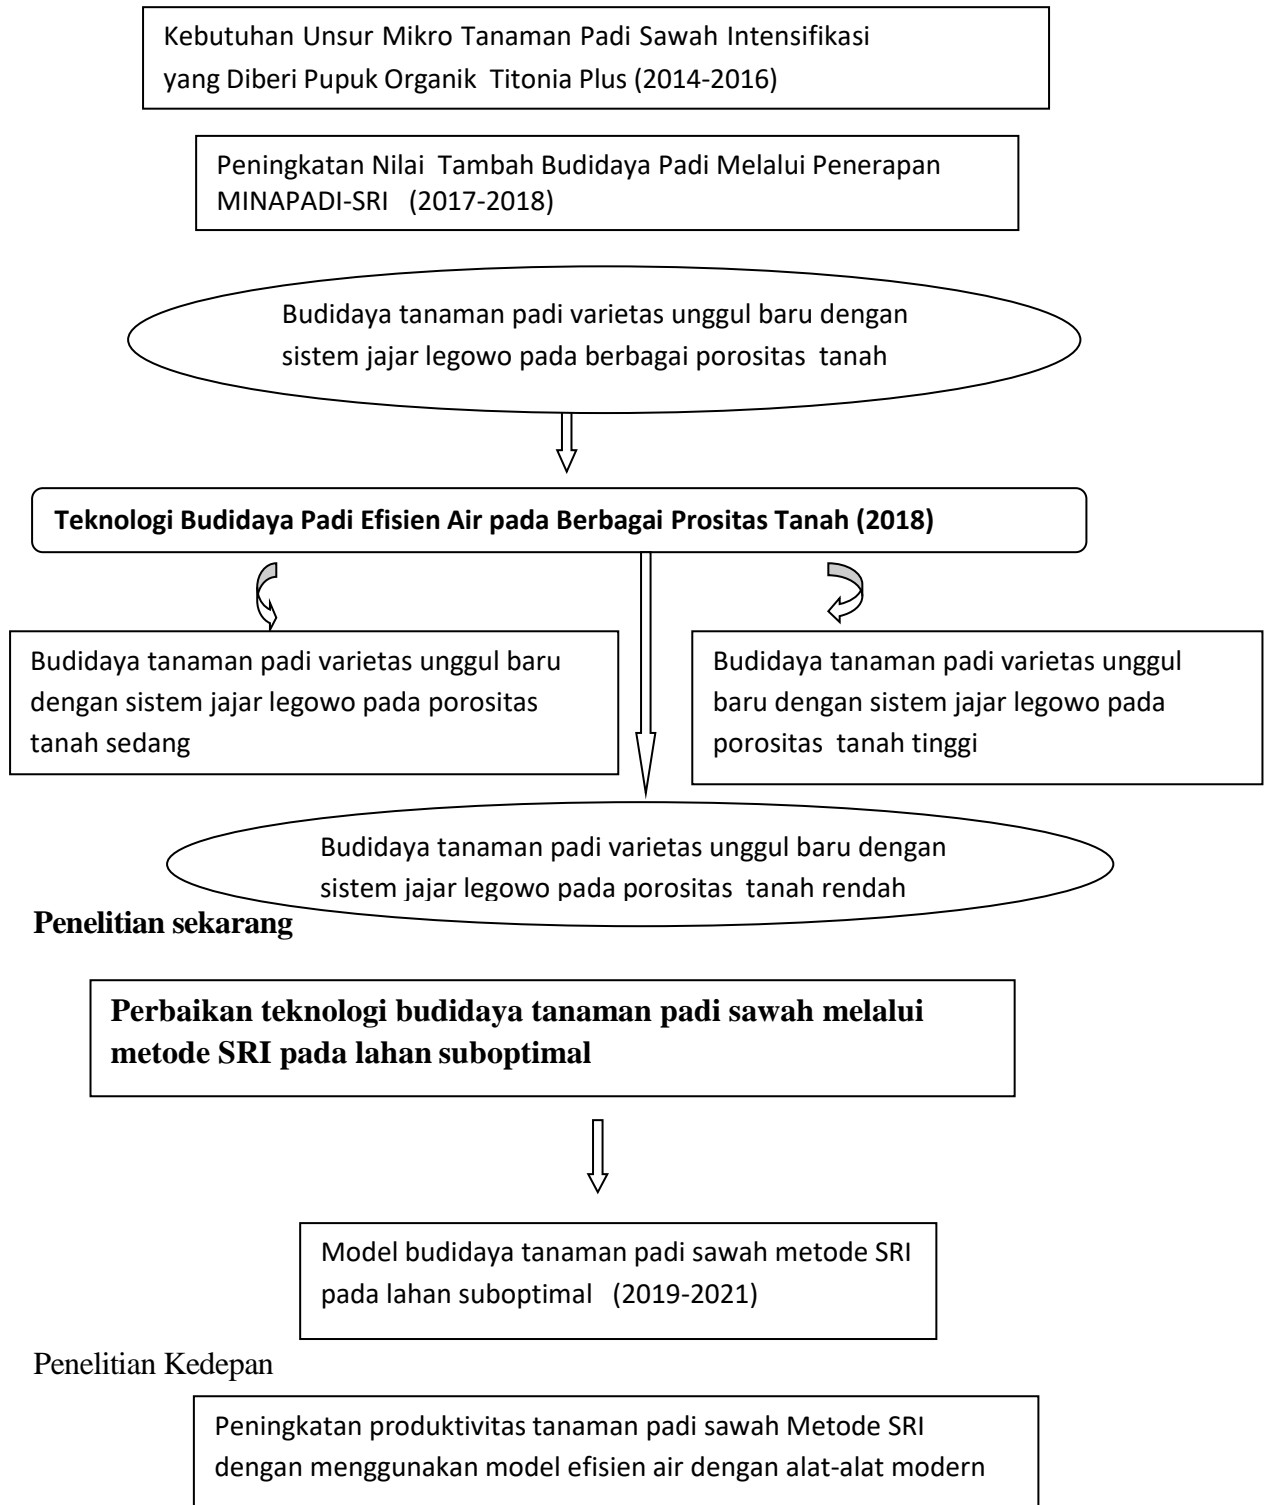 Kebutuhan Unsur Mikro Tanaman Padi Sawah Intensifikasi
yang Diberi Pupuk Organik Titonia Plus (2014-2016)
Peningkatan Nilai Tambah Budidaya Padi Melalui Penerapan
MINAPADI-SRI (2017-2018)
Budidaya tanaman padi varietas unggul baru dengan
sistem jajar legowo pada berbagai porositas tanah
Teknologi Budidaya Padi Efisien Air pada Berbagai Prositas Tanah (2018)
Budidaya tanaman padi varietas unggul baru
dengan sistem jajar legowo pada porositas
tanah sedang
Budidaya tanaman padi varietas unggul
baru dengan sistem jajar legowo pada
porositas tanah tinggi
Budidaya tanaman padi varietas unggul baru dengan
sistem jajar legowo pada porositas tanah rendah
Penelitian sekarang
Perbaikan teknologi budidaya tanaman padi sawah melalui
metode SRI pada lahan suboptimal
Model budidaya tanaman padi sawah metode SRI
pada lahan suboptimal (2019-2021)
Penelitian Kedepan
Peningkatan produktivitas tanaman padi sawah Metode SRI
dengan menggunakan model efisien air dengan alat-alat modern